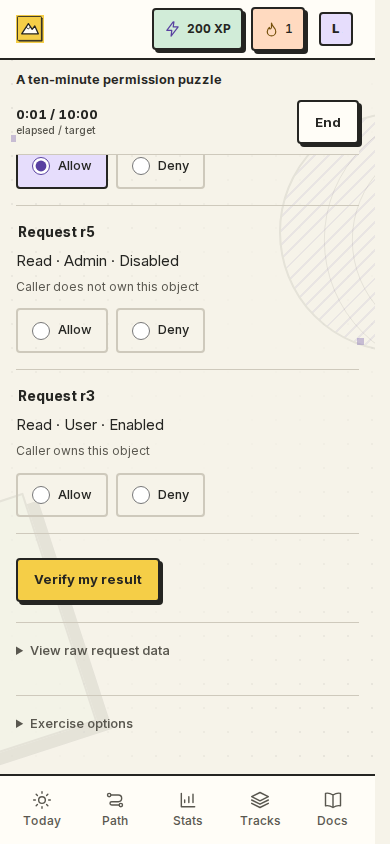 200 XP
1
L
A ten-minute permission puzzle
0:01 / 10:00
elapsed / target
End
Allow
Deny
Request r5
Read · Admin · Disabled
Caller does not own this object
Allow
Deny
Request r3
Read · User · Enabled
Caller owns this object
Allow
Deny
Verify my result
View raw request data
Exercise options
Today
Path
Stats
Tracks
Docs